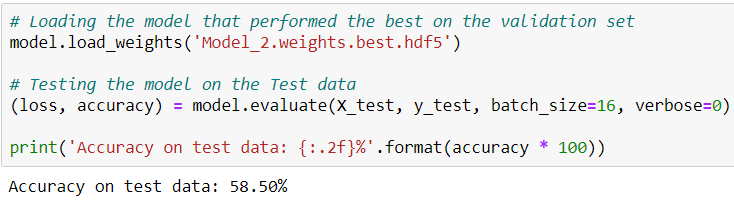 # Loading the model that performed the best on the validation set
model.load_weights('Model_2.weights.best.hdf5')
# Testing the model on the Test data
(loss, accuracy) = model.evaluate(X_test, y_test, batch_size=16, verbose=0)
print('Accuracy on test data: {:.2f}%'.format(accuracy * 100))
Accuracy on test data: 58.50%